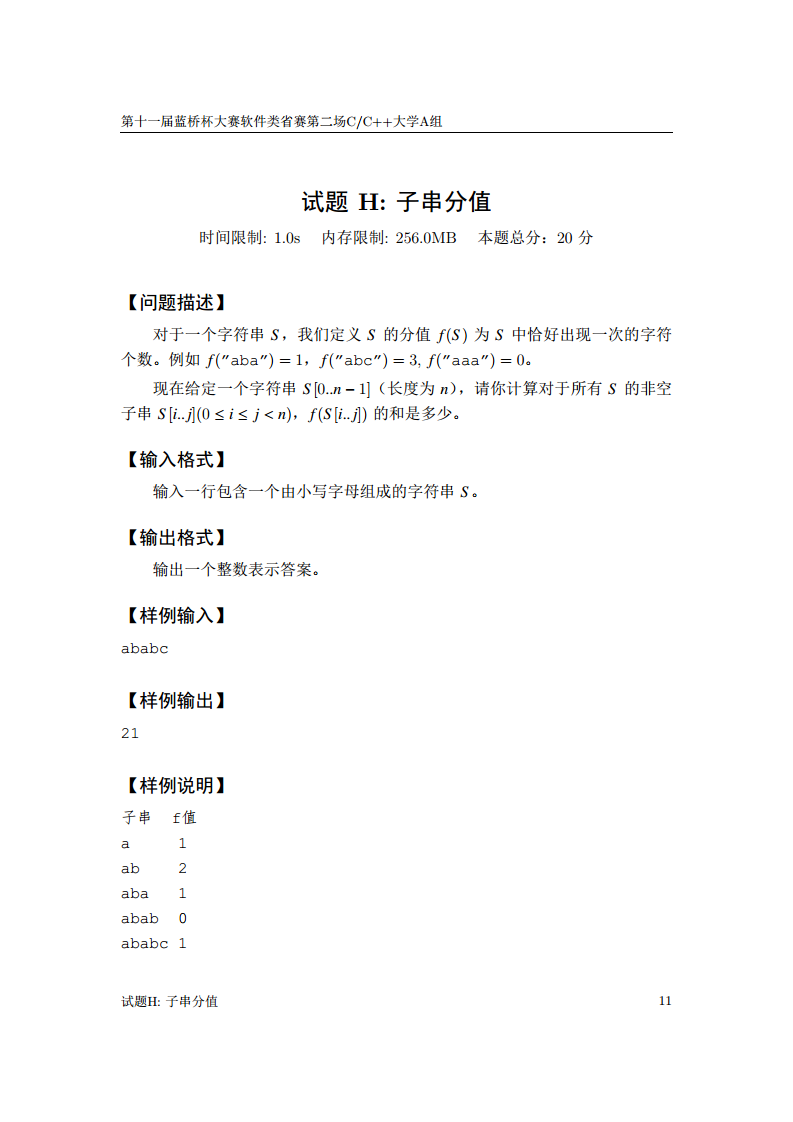 第十一届蓝桥杯大赛软件类省赛第二场C/C++大学A组
试题 H: 子串分值
时间限制: 1.0s 内存限制: 256.0MB 本题总分：20 分
【问题描述】
对于一个字符串 S，我们定义 S 的分值 f(S) 为 S 中恰好出现一次的字符
个数。例如 f("aba") = 1，f("abc") = 3, f("aaa") = 0。
现在给定一个字符串 S[0..n − 1]（长度为 n），请你计算对于所有 S 的非空
子串 S[i..j](0 ≤ i ≤ j < n)，f(S[i..j]) 的和是多少。
【输入格式】
输入一行包含一个由小写字母组成的字符串 S。
【输出格式】
输出一个整数表示答案。
【样例输入】
ababc
【样例输出】
21
【样例说明】
子串 f值
a 1
ab 2
aba 1
abab 0
ababc 1
试题H: 子串分值 11